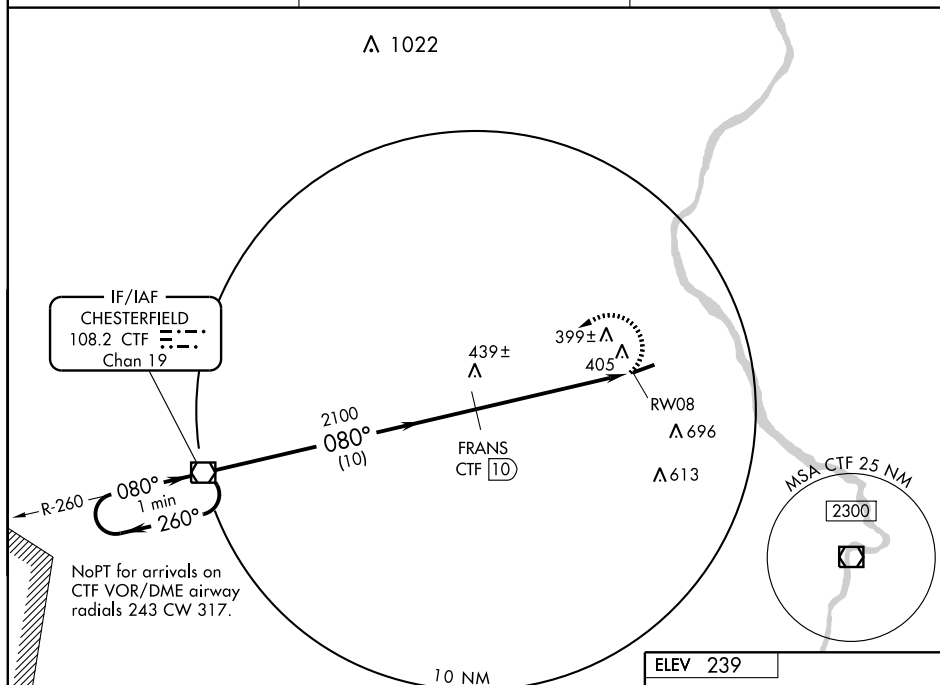 1022
IF/IAF
CHESTERFIELD
108.2 CTF
Chan 19
439±
399±
405
RW08
2100
080°
(10)
FRANS
CTF 10
696
613
R-260
080°
1 min
260°
NoPT for arrivals on
CTF VOR/DME airway
radials 243 CW 317.
MSA CTF 25 NM
2300
10 NM
ELEV 239